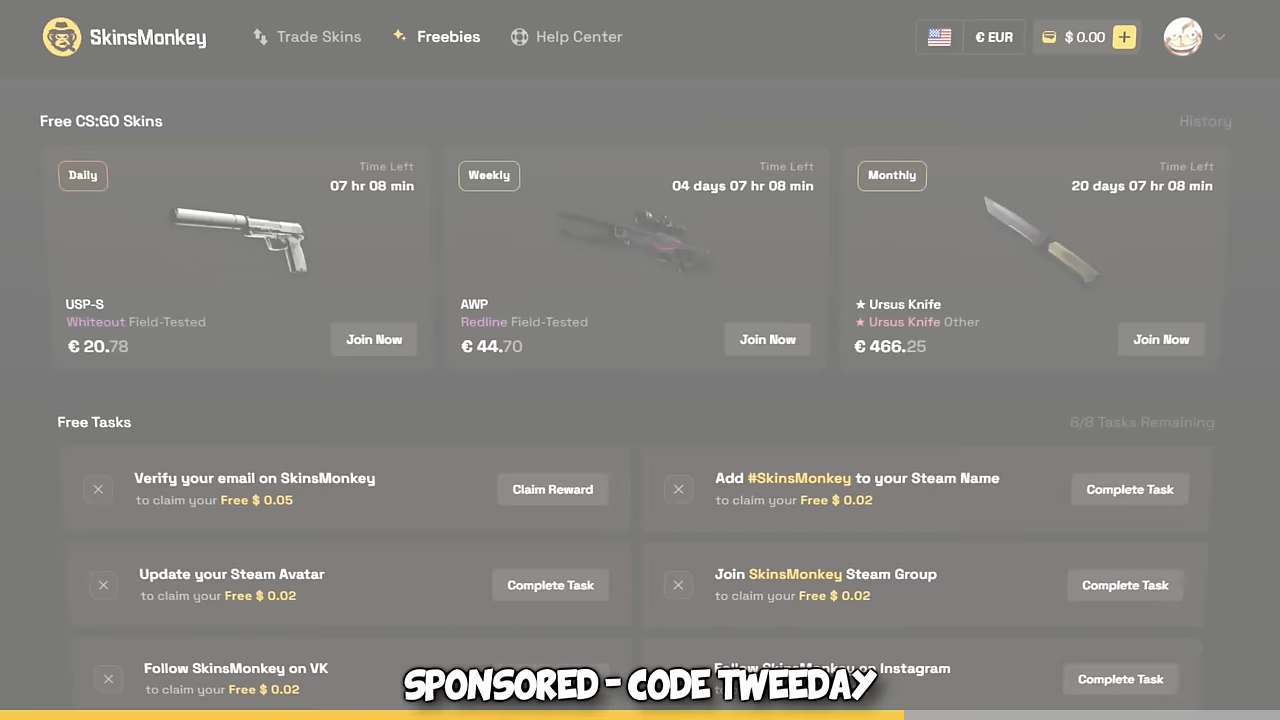 SkinsMonkey
Trade Skins
Freebies
Help Center
€ EUR
$ 0.00
+
Free CS:GO Skins
History
Daily
Time Left
07 hr 08 min
USP-S
Whiteout Field-Tested
€ 20.78
Join Now
Weekly
Time Left
04 days 07 hr 08 min
AWP
Redline Field-Tested
€ 44.70
Join Now
Monthly
Time Left
20 days 07 hr 08 min
★ Ursus Knife
★ Ursus Knife Other
€ 466.25
Join Now
Free Tasks
8/8 Tasks Remaining
Verify your email on SkinsMonkey
to claim your Free $ 0.05
Claim Reward
Add #SkinsMonkey to your Steam Name
to claim your Free $ 0.02
Complete Task
Update your Steam Avatar
to claim your Free $ 0.02
Complete Task
Join SkinsMonkey Steam Group
to claim your Free $ 0.02
Complete Task
Follow SkinsMonkey on VK
to claim your Free $ 0.02
Follow SkinsMonkey on Instagram
Complete Task
SPONSORED - CODE TWEEDAY